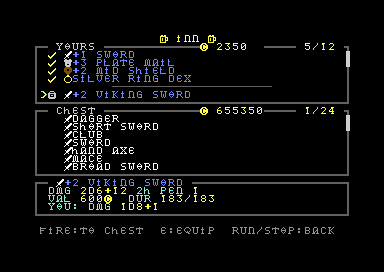 INN
YOURS 2350 5/12
+1 SWORD
+3 PLATE MAIL
+2 MID SHIELD
SILVER RING DEX
>+2 VIKING SWORD
CHEST 655350 1/24
DAGGER
SHORT SWORD
CLUB
SWORD
HAND AXE
MACE
BROAD SWORD
+2 VIKING SWORD
DMG 2D6+12 2H PEN 1
VAL 600 DUR 183/183
YOU: DMG 1D8+1
FIRE:TO CHEST E:EQUIP RUN/STOP:BACK